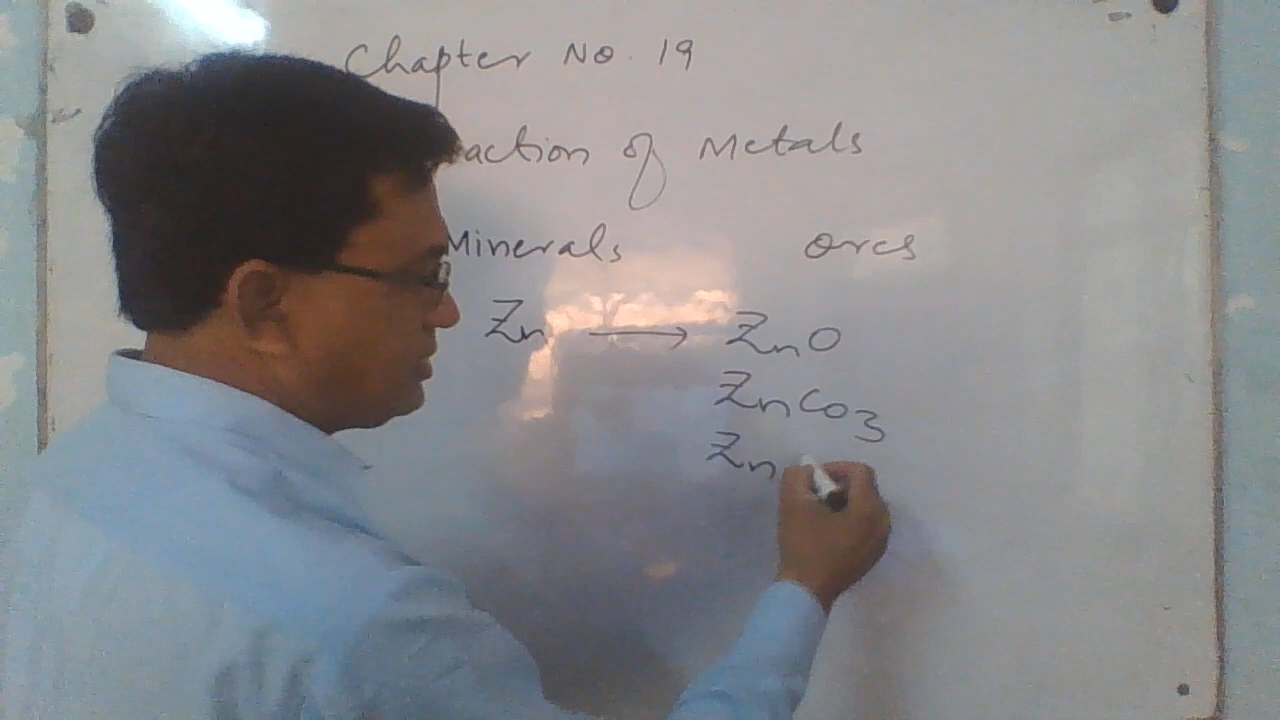 Chapter No. 19
action of Metals
Minerals ores
Zn → ZnO
ZnCO3
Zn